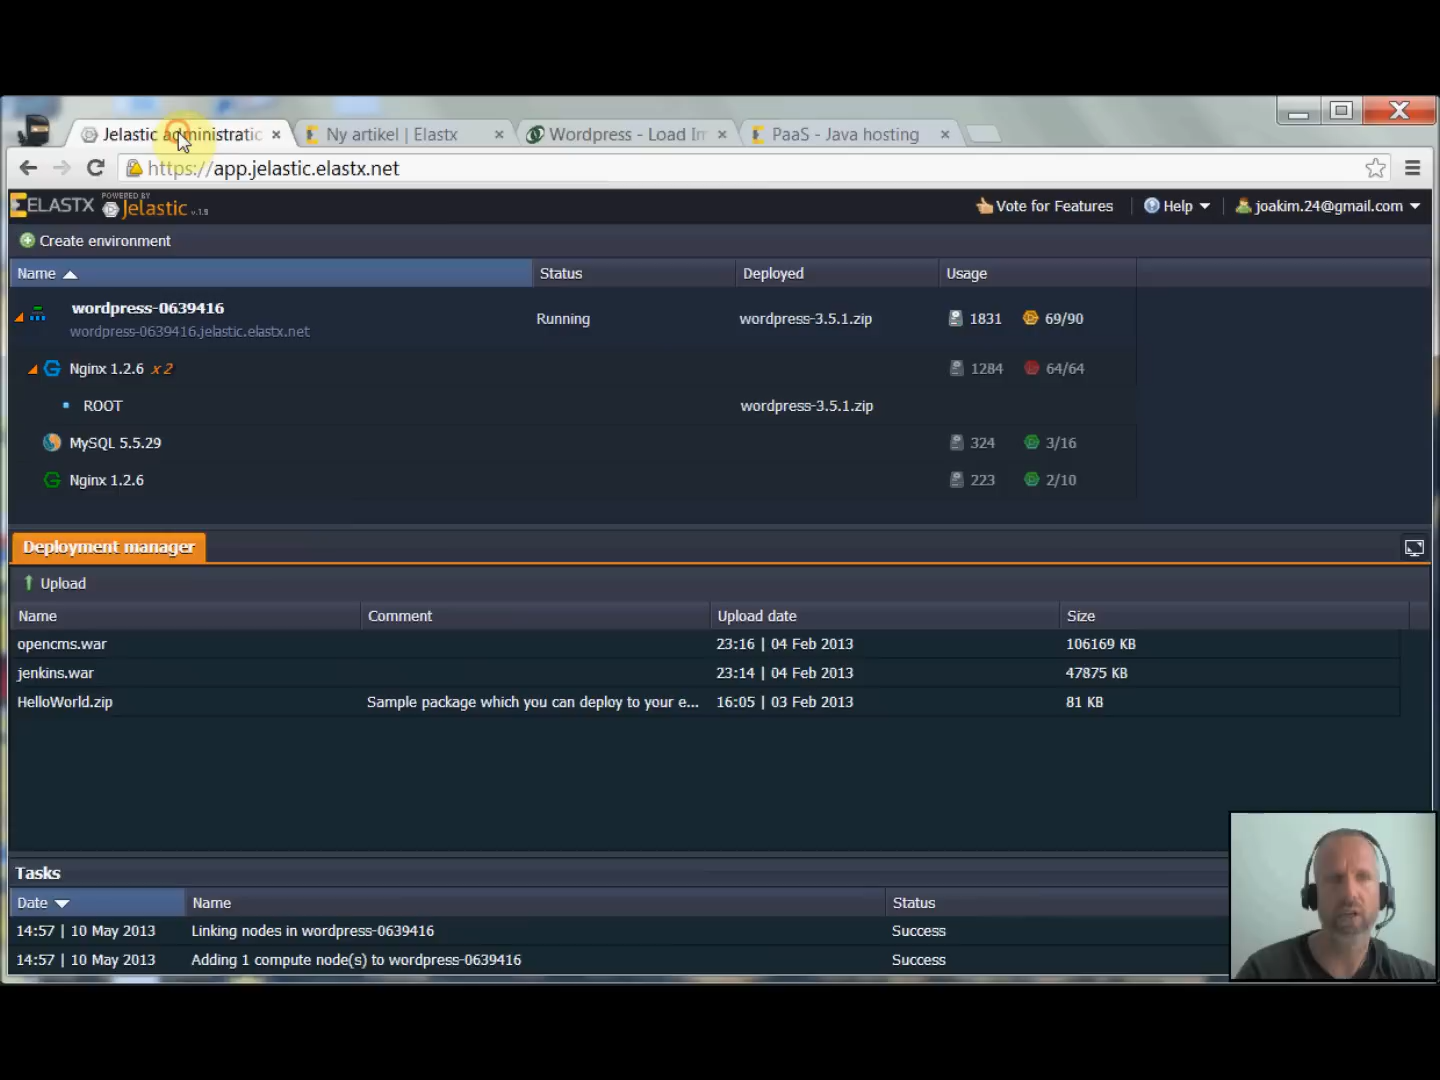 Jelastic administratic
Ny artikel | Elastx
Wordpress - Load Im
PaaS - Java hosting
https://app.jelastic.elastx.net
ELASTX POWERED BY Jelastic v.1.8
Vote for Features
Help
joakim.24@gmail.com
Create environment
Name Status Deployed Usage
wordpress-0639416
wordpress-0639416.jelastic.elastx.net
Running wordpress-3.5.1.zip 1831 69/90
Nginx 1.2.6 x 2 1284 64/64
ROOT wordpress-3.5.1.zip
MySQL 5.5.29 324 3/16
Nginx 1.2.6 223 2/10
Deployment manager
Upload
Name Comment Upload date Size
opencms.war 23:16 | 04 Feb 2013 106169 KB
jenkins.war 23:14 | 04 Feb 2013 47875 KB
HelloWorld.zip Sample package which you can deploy to your e... 16:05 | 03 Feb 2013 81 KB
Tasks
Date Name Status
14:57 | 10 May 2013 Linking nodes in wordpress-0639416 Success
14:57 | 10 May 2013 Adding 1 compute node(s) to wordpress-0639416 Success